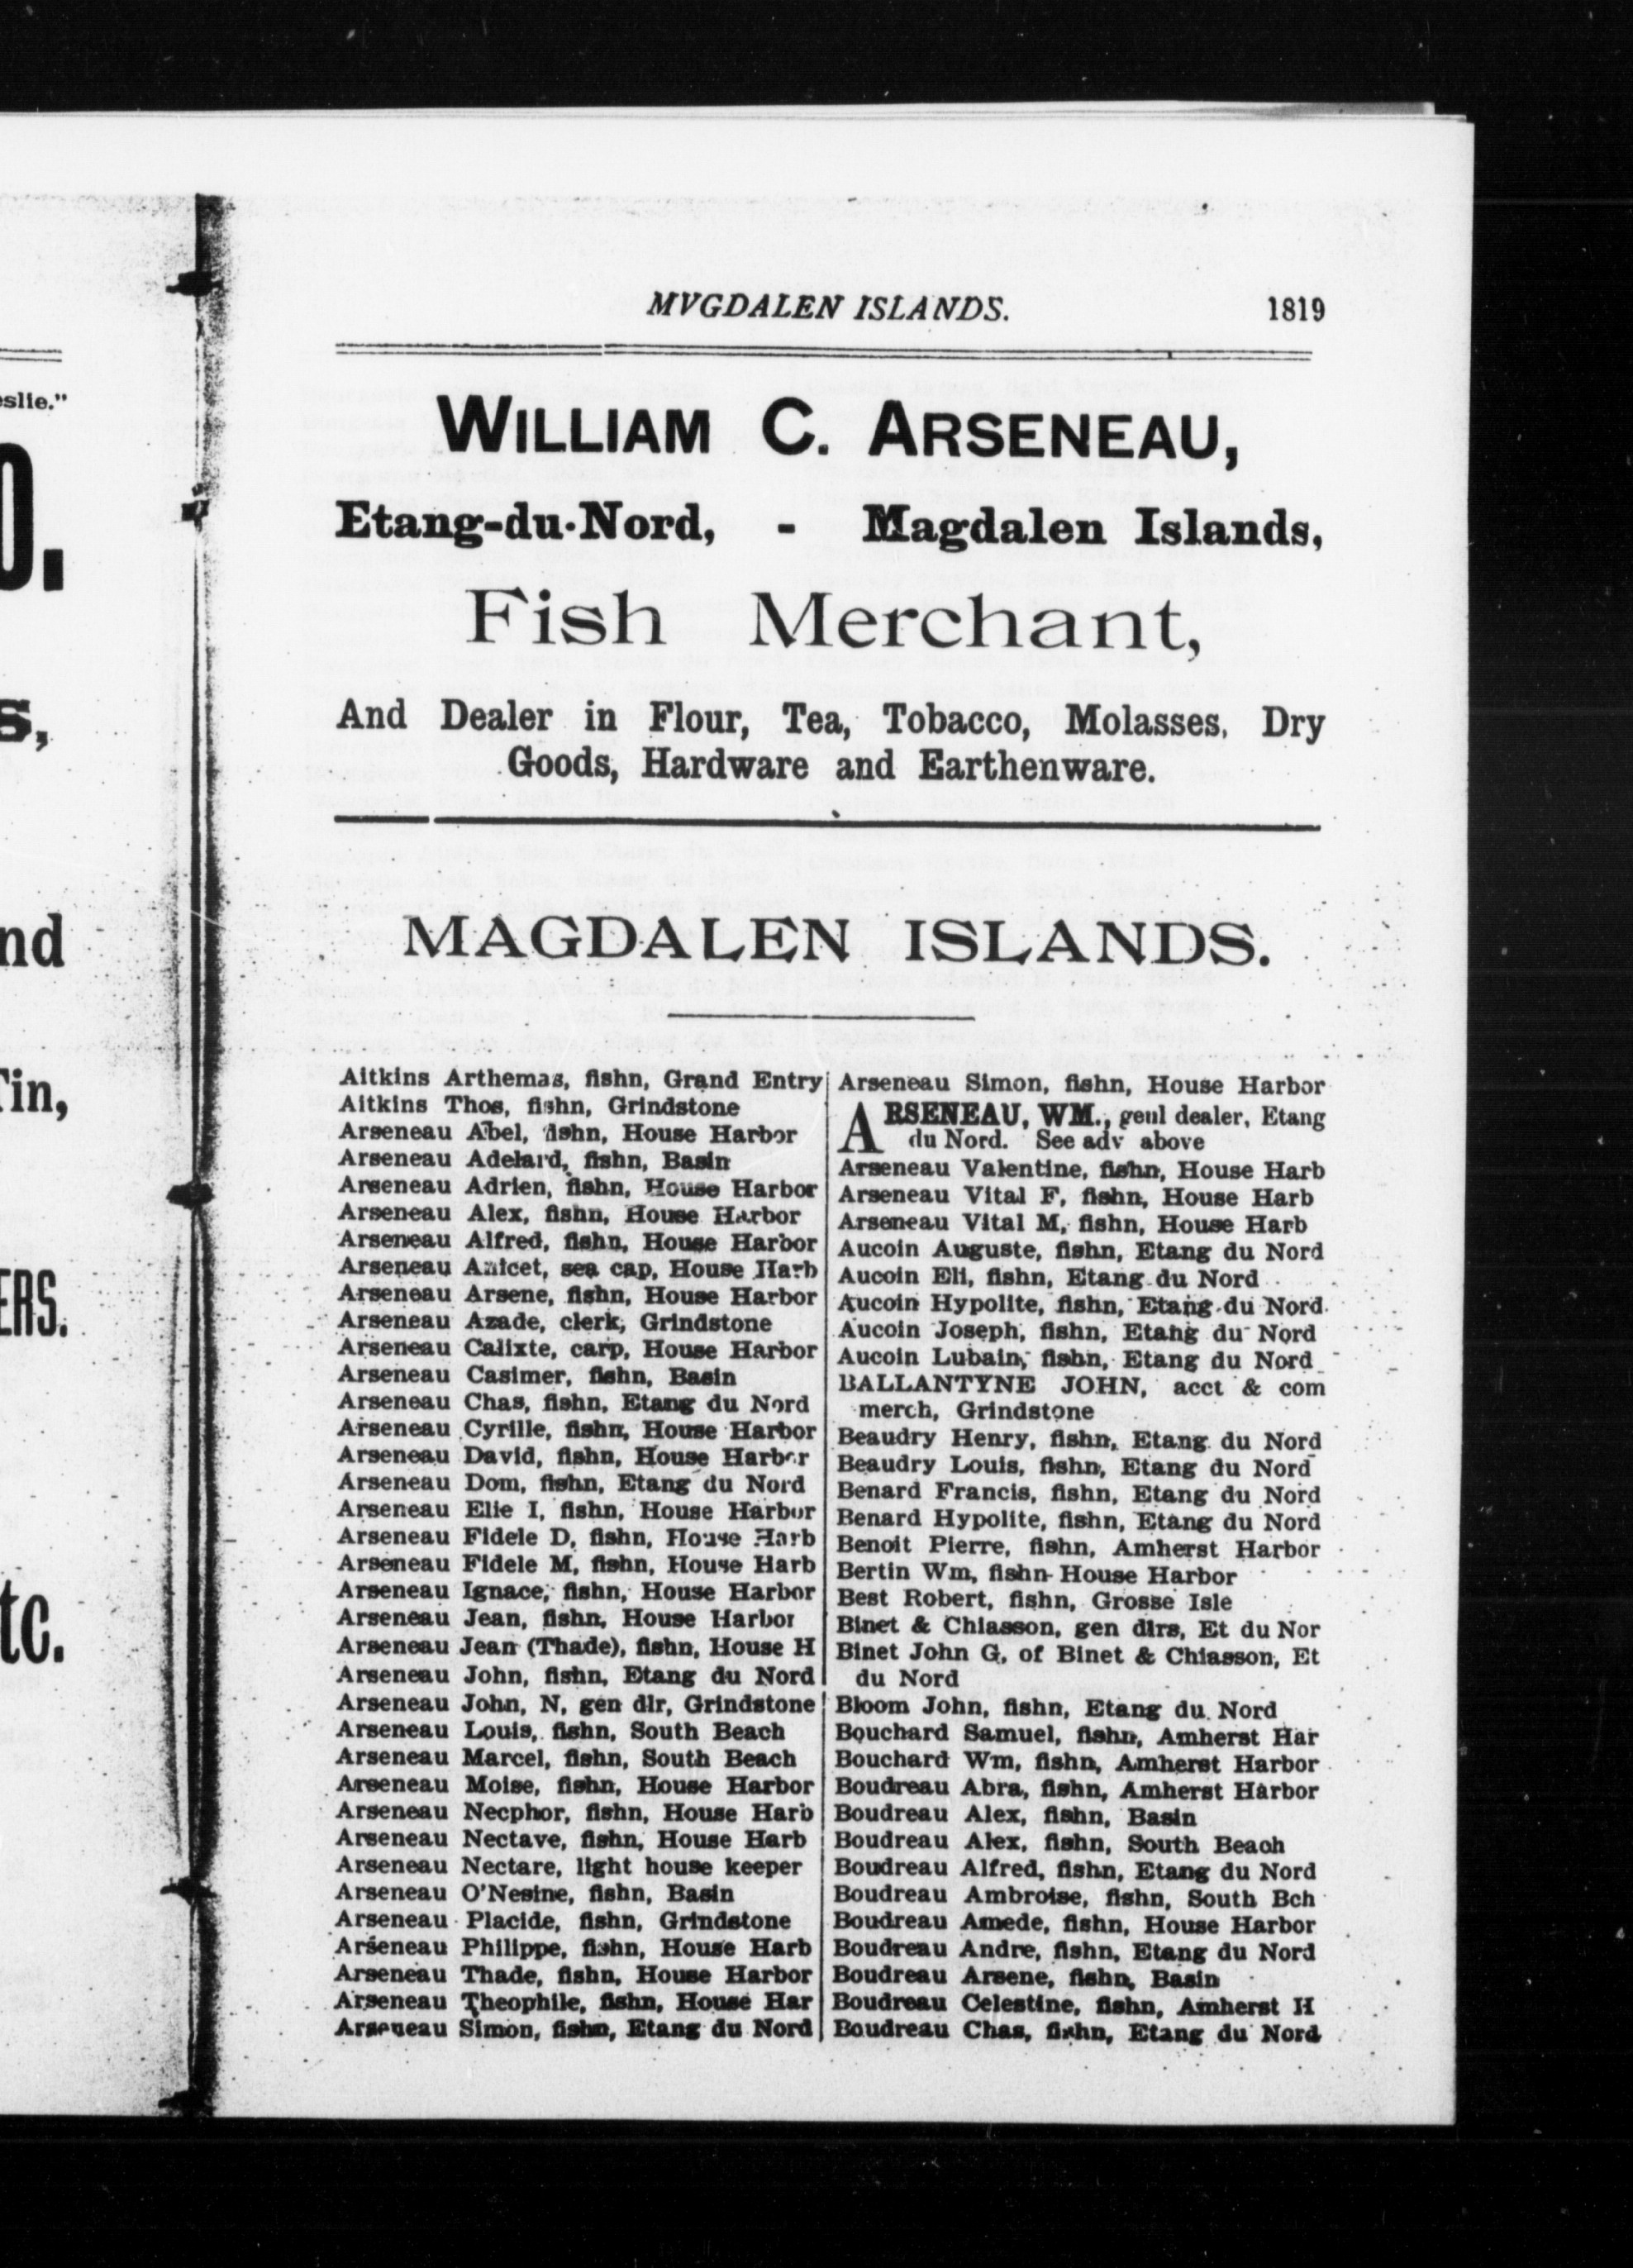 MVGDALEN ISLANDS. 1819
WILLIAM C. ARSENEAU,
Etang-du-Nord, - Magdalen Islands,
Fish Merchant,
And Dealer in Flour, Tea, Tobacco, Molasses, Dry
Goods, Hardware and Earthenware.
MAGDALEN ISLANDS.
Aitkins Arthemas, fishn, Grand Entry
Aitkins Thos, fishn, Grindstone
Arseneau Abel, fishn, House Harbor
Arseneau Adelard, fishn, Basin
Arseneau Adrien, fishn, House Harbor
Arseneau Alex, fishn, House Harbor
Arseneau Alfred, fishn, House Harbor
Arseneau Anicet, sea cap, House Harb
Arseneau Arsene, fishn, House Harbor
Arseneau Azade, clerk, Grindstone
Arseneau Calixte, carp, House Harbor
Arseneau Casimer, fishn, Basin
Arseneau Chas, fishn, Etang du Nord
Arseneau Cyrille, fishn, House Harbor
Arseneau David, fishn, House Harbor
Arseneau Dom, fishn, Etang du Nord
Arseneau Elie I, fishn, House Harbor
Arseneau Fidele D, fishn, House Harb
Arseneau Fidele M, fishn, House Harb
Arseneau Ignace, fishn, House Harbor
Arseneau Jean, fishn, House Harbor
Arseneau Jean (Thade), fishn, House H
Arseneau John, fishn, Etang du Nord
Arseneau John, N, gen dlr, Grindstone
Arseneau Louis, fishn, South Beach
Arseneau Marcel, fishn, South Beach
Arseneau Moise, fishn, House Harbor
Arseneau Necphor, fishn, House Harb
Arseneau Nectave, fishn, House Harb
Arseneau Nectare, light house keeper
Arseneau O'Nesine, fishn, Basin
Arseneau Placide, fishn, Grindstone
Arseneau Philippe, fishn, House Harb
Arseneau Thade, fishn, House Harbor
Arseneau Theophile, fishn, House Har
Arseneau Simon, fishn, Etang du Nord
Arseneau Simon, fishn, House Harbor
ARSENEAU, WM., genl dealer, Etang
du Nord. See adv above
Arseneau Valentine, fishn, House Harb
Arseneau Vital F, fishn, House Harb
Arseneau Vital M, fishn, House Harb
Aucoin Auguste, fishn, Etang du Nord
Aucoin Eli, fishn, Etang du Nord
Aucoin Hypolite, fishn, Etang du Nord
Aucoin Joseph, fishn, Etang du Nord
Aucoin Lubain, fishn, Etang du Nord
BALLANTYNE JOHN, acct & com
merch, Grindstone
Beaudry Henry, fishn, Etang du Nord
Beaudry Louis, fishn, Etang du Nord
Benard Francis, fishn, Etang du Nord
Benard Hypolite, fishn, Etang du Nord
Benoit Pierre, fishn, Amherst Harbor
Bertin Wm, fishn House Harbor
Best Robert, fishn, Grosse Isle
Binet & Chiasson, gen dlrs, Et du Nor
Binet John G, of Binet & Chiasson, Et
du Nord
Bloom John, fishn, Etang du Nord
Bouchard Samuel, fishn, Amherst Har
Bouchard Wm, fishn, Amherst Harbor
Boudreau Abra, fishn, Amherst Harbor
Boudreau Alex, fishn, Basin
Boudreau Alex, fishn, South Beach
Boudreau Alfred, fishn, Etang du Nord
Boudreau Ambroise, fishn, South Bch
Boudreau Amede, fishn, House Harbor
Boudreau Andre, fishn, Etang du Nord
Boudreau Arsene, fishn, Basin
Boudreau Celestine, fishn, Amherst H
Boudreau Chas, fishn, Etang du Nord